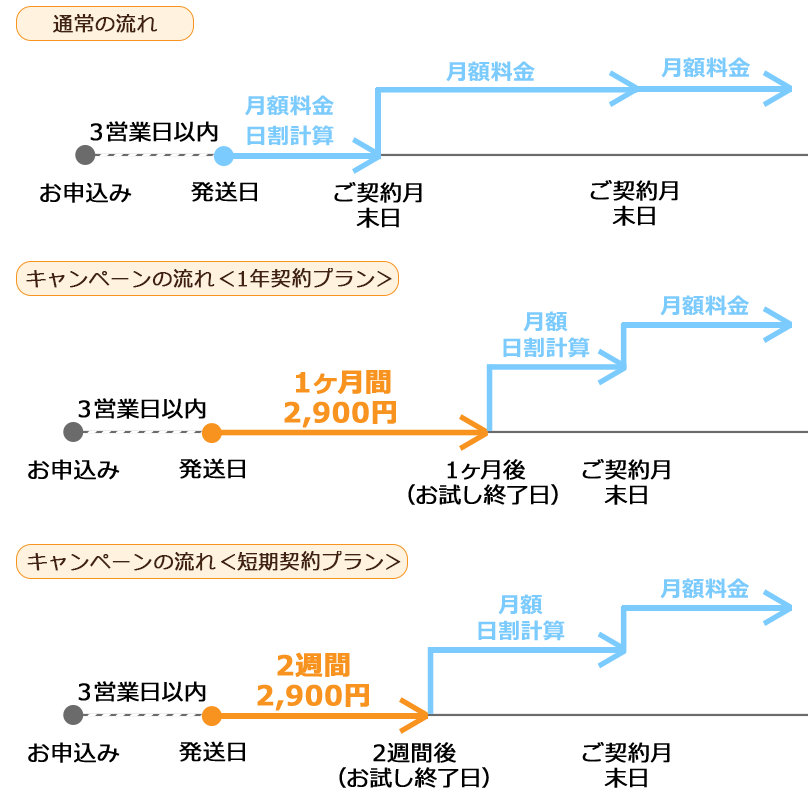 通常の流れ
月額料金
月額料金
月額料金
日割計算
3営業日以内
お申込み
発送日
ご契約月
末日
ご契約月
末日
キャンペーンの流れ＜1年契約プラン＞
月額料金
月額
日割計算
1ヶ月間
2,900円
3営業日以内
お申込み
発送日
1ヶ月後
（お試し終了日）
ご契約月
末日
キャンペーンの流れ＜短期契約プラン＞
月額料金
月額
日割計算
2週間
2,900円
3営業日以内
お申込み
発送日
2週間後
（お試し終了日）
ご契約月
末日